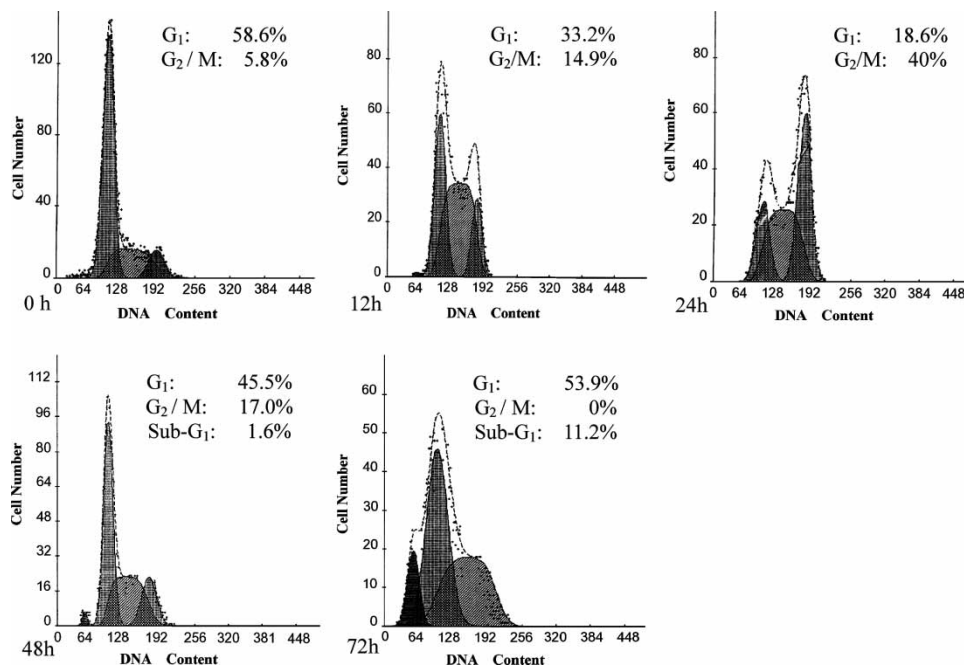 G₁: 58.6%
G₂ / M: 5.8%
Cell Number
120
80
40
0
0 64 128 192 256 320 384 448
0 h
DNA Content
G₁: 33.2%
G₂/M: 14.9%
Cell Number
80
60
40
20
0
0 64 128 192 256 320 384 448
12h
DNA Content
G₁: 18.6%
G₂/M: 40%
Cell Number
80
60
40
20
0
0 64 128 192 256 320 384 448
24h
DNA Content
G₁: 45.5%
G₂ / M: 17.0%
Sub-G₁: 1.6%
Cell Number
112
96
80
64
48
32
16
0
0 64 128 192 256 320 381 448
48h
DNA Content
G₁: 53.9%
G₂ / M: 0%
Sub-G₁: 11.2%
Cell Number
60
50
40
30
20
10
0
0 64 128 192 256 320 384 448
72h
DNA Content